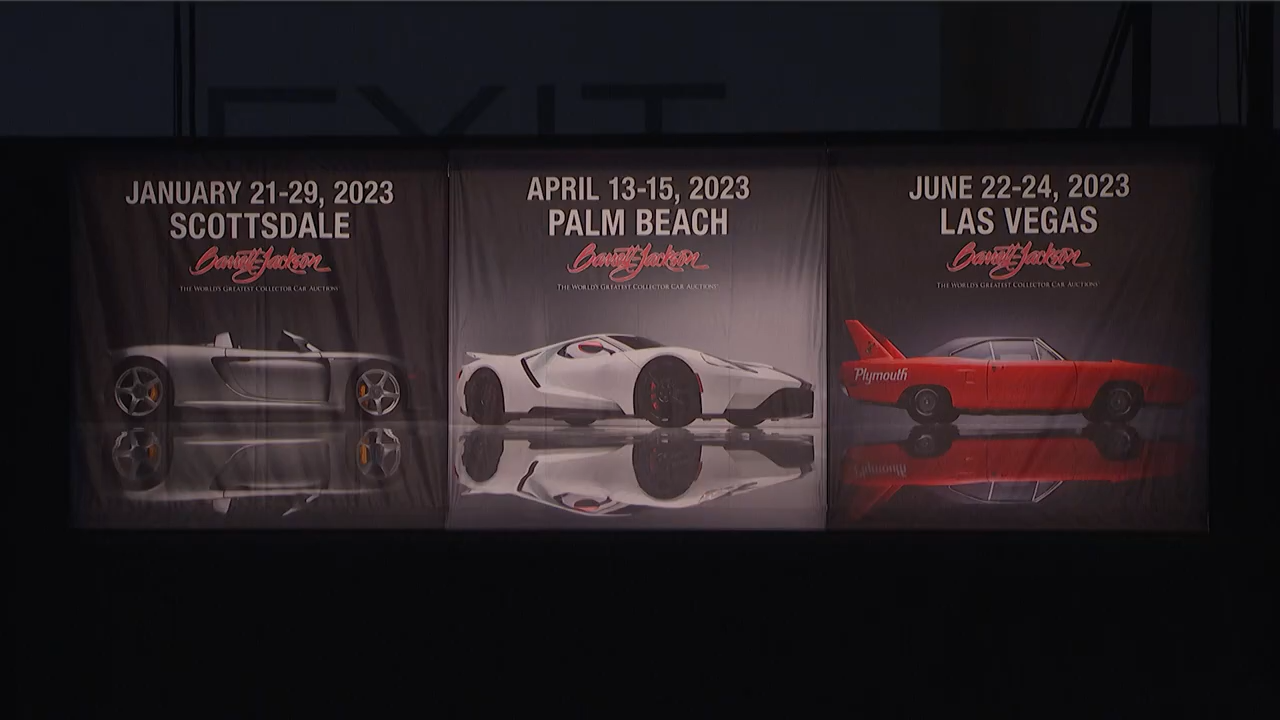 EXIT
JANUARY 21-29, 2023
SCOTTSDALE
Barrett-Jackson
THE WORLD'S GREATEST COLLECTOR CAR AUCTIONS
APRIL 13-15, 2023
PALM BEACH
Barrett-Jackson
THE WORLD'S GREATEST COLLECTOR CAR AUCTIONS
JUNE 22-24, 2023
LAS VEGAS
Barrett-Jackson
THE WORLD'S GREATEST COLLECTOR CAR AUCTIONS
Plymouth